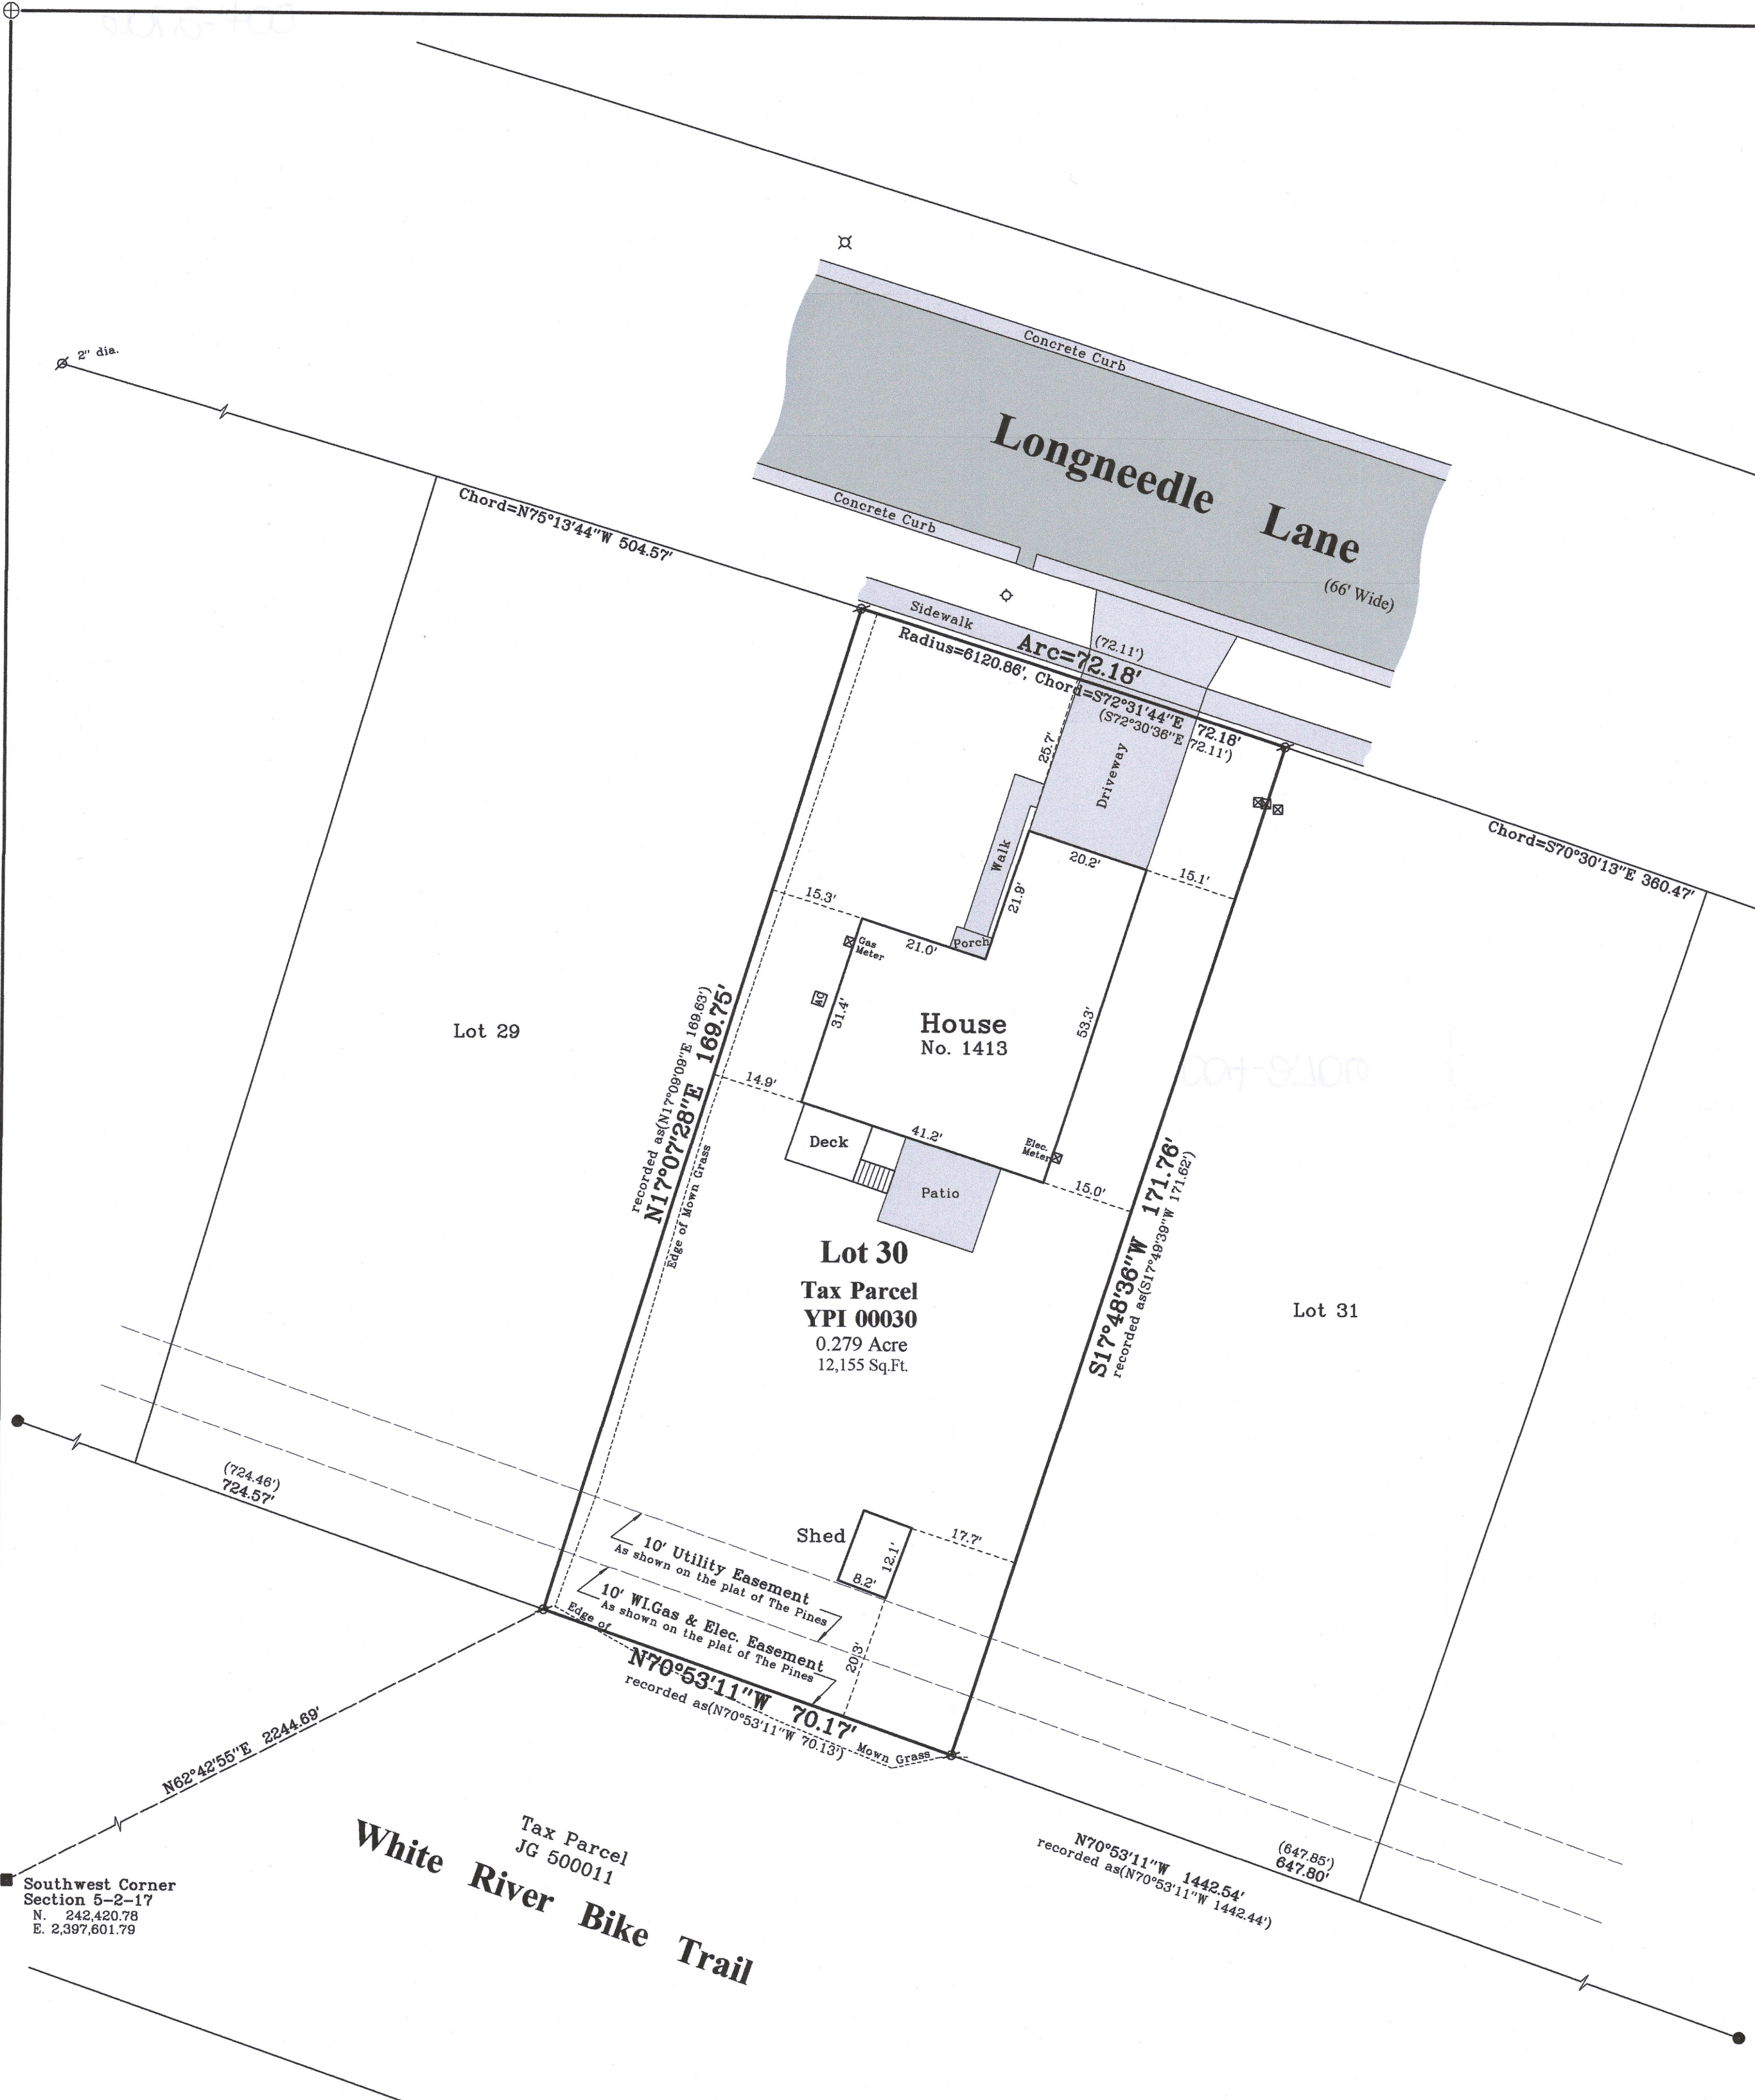 2" dia.
Concrete Curb
Longneedle Lane
(66' Wide)
Concrete Curb
Chord=N75°13'44"W 504.57'
Sidewalk
(72.11')
Arc=72.18'
Radius=6120.86', Chord=S72°31'44"E 72.18'
(S72°30'36"E 72.11')
25.7'
Driveway
Chord=S70°30'13"E 360.47'
Walk
20.2'
15.1'
21.9'
15.3'
21.0'
Porch
Gas
Meter
AC
31.4'
House
No. 1413
53.3'
Lot 29
recorded as(N17°09'09"E 169.63')
N17°07'28"E 169.75'
Edge of Mown Grass
14.9'
Deck
41.2'
Elec.
Meter
15.0'
Patio
Lot 30
Tax Parcel
YPI 00030
0.279 Acre
12,155 Sq.Ft.
S17°48'36"W 171.76'
recorded as(S17°49'39"W 171.62')
Lot 31
(724.46')
724.57'
Shed
17.7'
12.1'
8.2'
10' Utility Easement
As shown on the plat of The Pines
10' WI.Gas & Elec. Easement
As shown on the plat of The Pines
20.3'
Edge of
Mown Grass
N70°53'11"W 70.17'
recorded as(N70°53'11"W 70.13')
N62°42'55"E 2244.69'
Southwest Corner
Section 5-2-17
N. 242,420.78
E. 2,397,601.79
Tax Parcel
JG 500011
White River Bike Trail
(647.85')
647.80'
N70°53'11"W 1442.54'
recorded as(N70°53'11"W 1442.44')